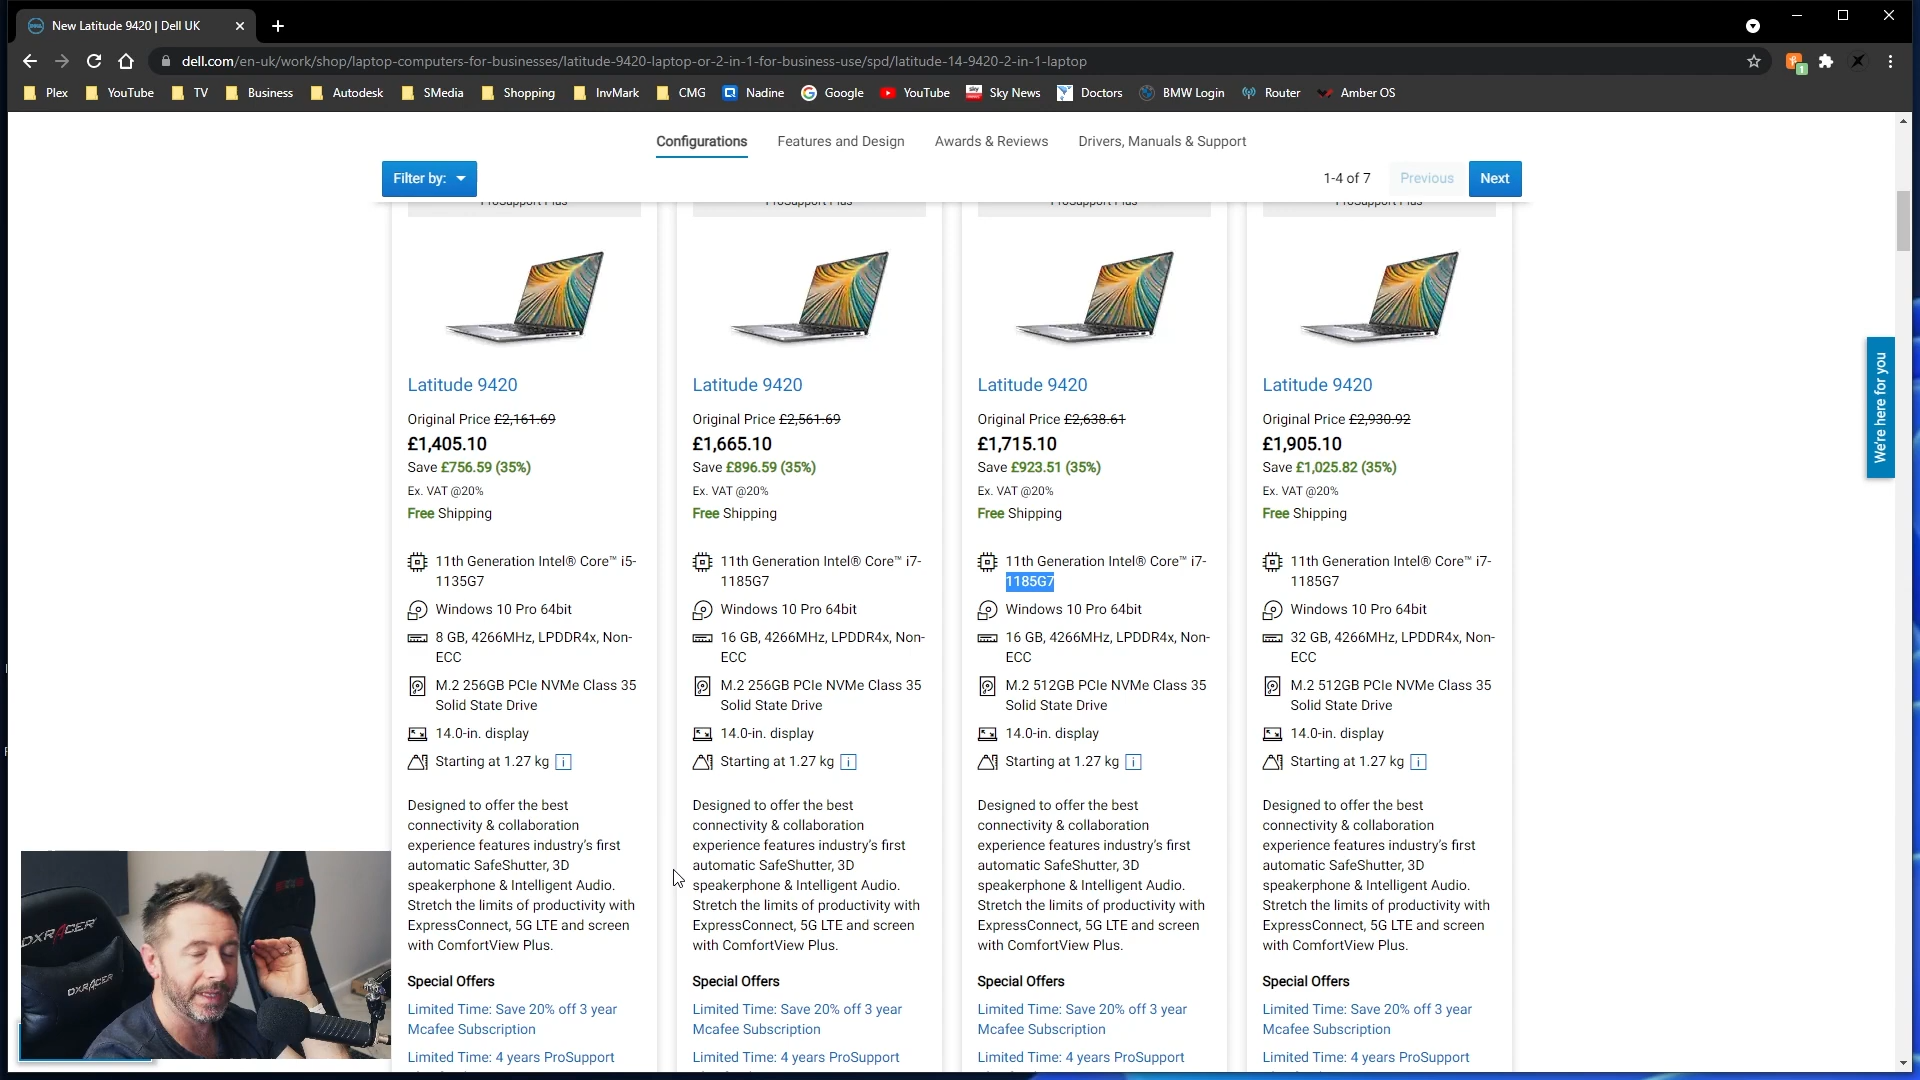 New Latitude 9420 | Dell UK
dell.com/en-uk/work/shop/laptop-computers-for-businesses/latitude-9420-laptop-or-2-in-1-for-business-use/spd/latitude-14-9420-2-in-1-laptop
1
Plex YouTube TV Business Autodesk SMedia Shopping InvMark CMG Nadine Google YouTube Sky News Doctors BMW Login Router Amber OS
Configurations Features and Design Awards & Reviews Drivers, Manuals & Support
Filter by: 1-4 of 7 Previous Next
ProSupport Plus ProSupport Plus ProSupport Plus ProSupport Plus
We're here for you
Latitude 9420
Original Price £2,161.69
£1,405.10
Save £756.59 (35%)
Ex. VAT @20%
Free Shipping
11th Generation Intel® Core™ i5-
1135G7
Windows 10 Pro 64bit
8 GB, 4266MHz, LPDDR4x, Non-
ECC
M.2 256GB PCIe NVMe Class 35
Solid State Drive
14.0-in. display
Starting at 1.27 kg i
Designed to offer the best
connectivity & collaboration
experience features industry's first
automatic SafeShutter, 3D
speakerphone & Intelligent Audio.
Stretch the limits of productivity with
ExpressConnect, 5G LTE and screen
with ComfortView Plus.
Special Offers
Limited Time: Save 20% off 3 year
Mcafee Subscription
Limited Time: 4 years ProSupport
Latitude 9420
Original Price £2,561.69
£1,665.10
Save £896.59 (35%)
Ex. VAT @20%
Free Shipping
11th Generation Intel® Core™ i7-
1185G7
Windows 10 Pro 64bit
16 GB, 4266MHz, LPDDR4x, Non-
ECC
M.2 256GB PCIe NVMe Class 35
Solid State Drive
14.0-in. display
Starting at 1.27 kg i
Designed to offer the best
connectivity & collaboration
experience features industry's first
automatic SafeShutter, 3D
speakerphone & Intelligent Audio.
Stretch the limits of productivity with
ExpressConnect, 5G LTE and screen
with ComfortView Plus.
Special Offers
Limited Time: Save 20% off 3 year
Mcafee Subscription
Limited Time: 4 years ProSupport
Latitude 9420
Original Price £2,638.61
£1,715.10
Save £923.51 (35%)
Ex. VAT @20%
Free Shipping
11th Generation Intel® Core™ i7-
1185G7
Windows 10 Pro 64bit
16 GB, 4266MHz, LPDDR4x, Non-
ECC
M.2 512GB PCIe NVMe Class 35
Solid State Drive
14.0-in. display
Starting at 1.27 kg i
Designed to offer the best
connectivity & collaboration
experience features industry's first
automatic SafeShutter, 3D
speakerphone & Intelligent Audio.
Stretch the limits of productivity with
ExpressConnect, 5G LTE and screen
with ComfortView Plus.
Special Offers
Limited Time: Save 20% off 3 year
Mcafee Subscription
Limited Time: 4 years ProSupport
Latitude 9420
Original Price £2,930.92
£1,905.10
Save £1,025.82 (35%)
Ex. VAT @20%
Free Shipping
11th Generation Intel® Core™ i7-
1185G7
Windows 10 Pro 64bit
32 GB, 4266MHz, LPDDR4x, Non-
ECC
M.2 512GB PCIe NVMe Class 35
Solid State Drive
14.0-in. display
Starting at 1.27 kg i
Designed to offer the best
connectivity & collaboration
experience features industry's first
automatic SafeShutter, 3D
speakerphone & Intelligent Audio.
Stretch the limits of productivity with
ExpressConnect, 5G LTE and screen
with ComfortView Plus.
Special Offers
Limited Time: Save 20% off 3 year
Mcafee Subscription
Limited Time: 4 years ProSupport
DXRACER
DXRACER